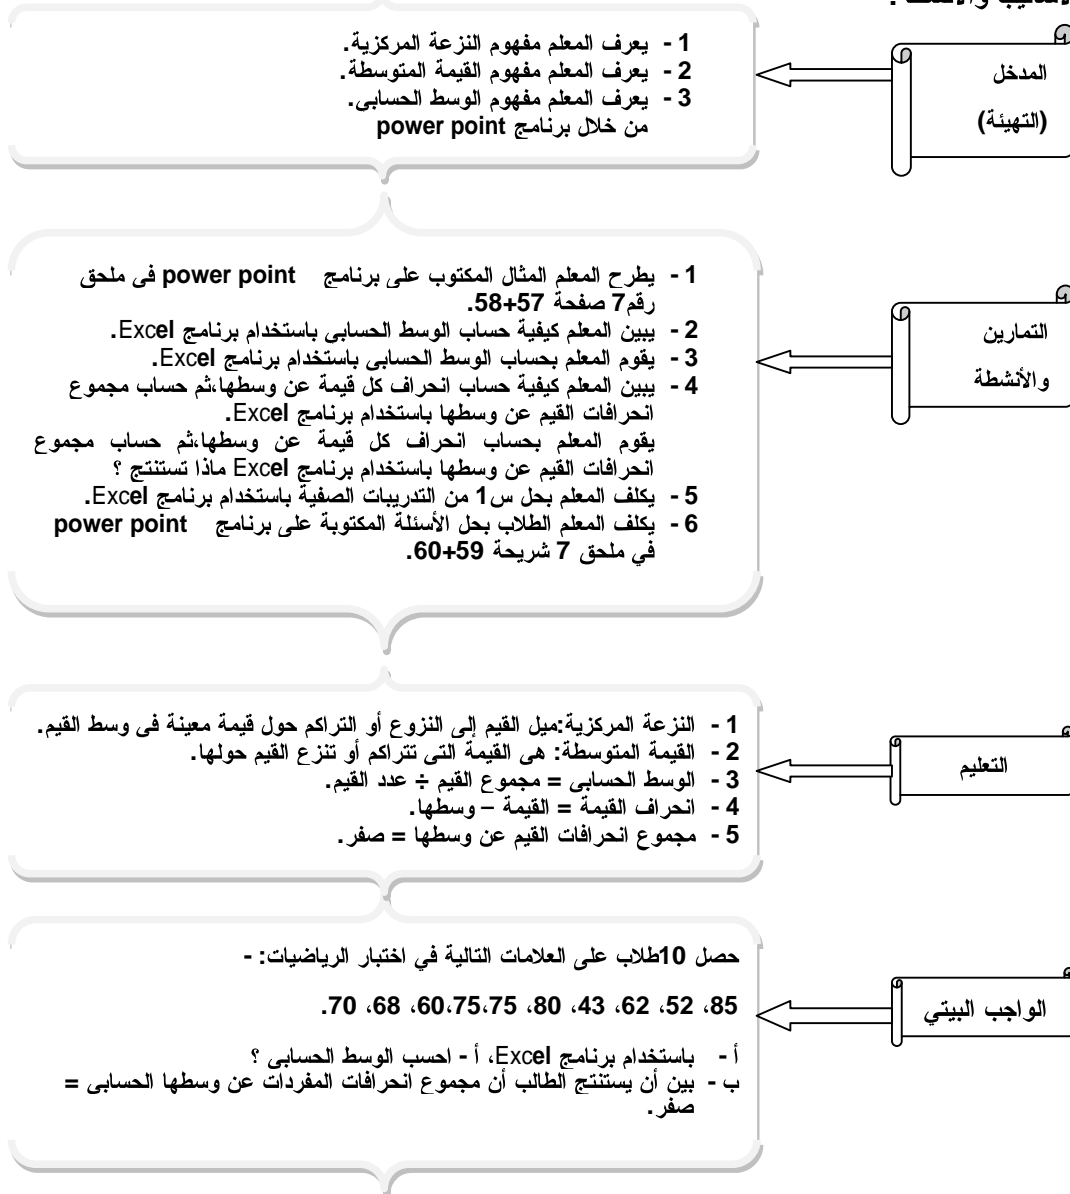 المدخل
(التهيئة)
1 - يعرف المعلم مفهوم النزعة المركزية.
2 - يعرف المعلم مفهوم القيمة المتوسطة.
3 - يعرف المعلم مفهوم الوسط الحسابي.
من خلال برنامج power point
التمارين
والأنشطة
1 - يطرح المعلم المثال المكتوب على برنامج power point في ملحق
رقم7 صفحة 57+58.
2 - يبين المعلم كيفية حساب الوسط الحسابي باستخدام برنامج Excel.
3 - يقوم المعلم بحساب الوسط الحسابي باستخدام برنامج Excel.
4 - يبين المعلم كيفية حساب انحراف كل قيمة عن وسطها،ثم حساب مجموع
انحرافات القيم عن وسطها باستخدام برنامج Excel.
يقوم المعلم بحساب انحراف كل قيمة عن وسطها،ثم حساب مجموع
انحرافات القيم عن وسطها باستخدام برنامج Excel ماذا تستنتج ؟
5 - يكلف المعلم بحل س1 من التدريبات الصفية باستخدام برنامج Excel.
6 - يكلف المعلم الطلاب بحل الأسئلة المكتوبة على برنامج power point
في ملحق 7 شريحة 59+60.
التعليم
1 - النزعة المركزية:ميل القيم إلى النزوع أو التراكم حول قيمة معينة في وسط القيم.
2 - القيمة المتوسطة: هي القيمة التي تتراكم أو تنزع القيم حولها.
3 - الوسط الحسابي = مجموع القيم ÷ عدد القيم.
4 - انحراف القيمة = القيمة – وسطها.
5 - مجموع انحرافات القيم عن وسطها = صفر.
الواجب البيتي
حصل 10طلاب على العلامات التالية في اختبار الرياضيات: -
85، 52، 62، 43، 80، 75،75،60، 68، 70.
أ - باستخدام برنامج Excel، أ - احسب الوسط الحسابي ؟
ب - بين أن يستنتج الطالب أن مجموع انحرافات المفردات عن وسطها الحسابي =
صفر.